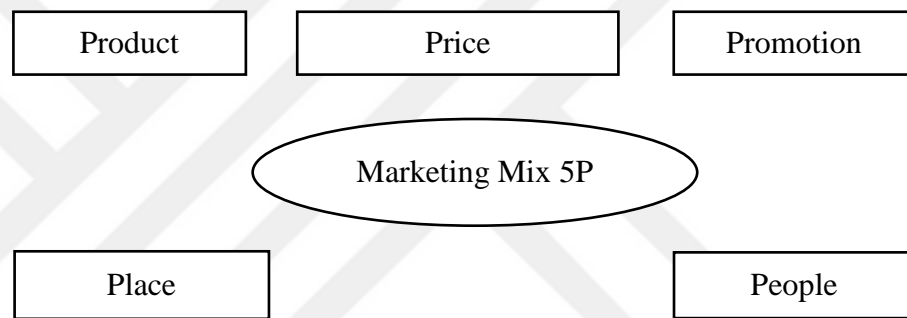 Product
Price
Promotion
Marketing Mix 5P
Place
People